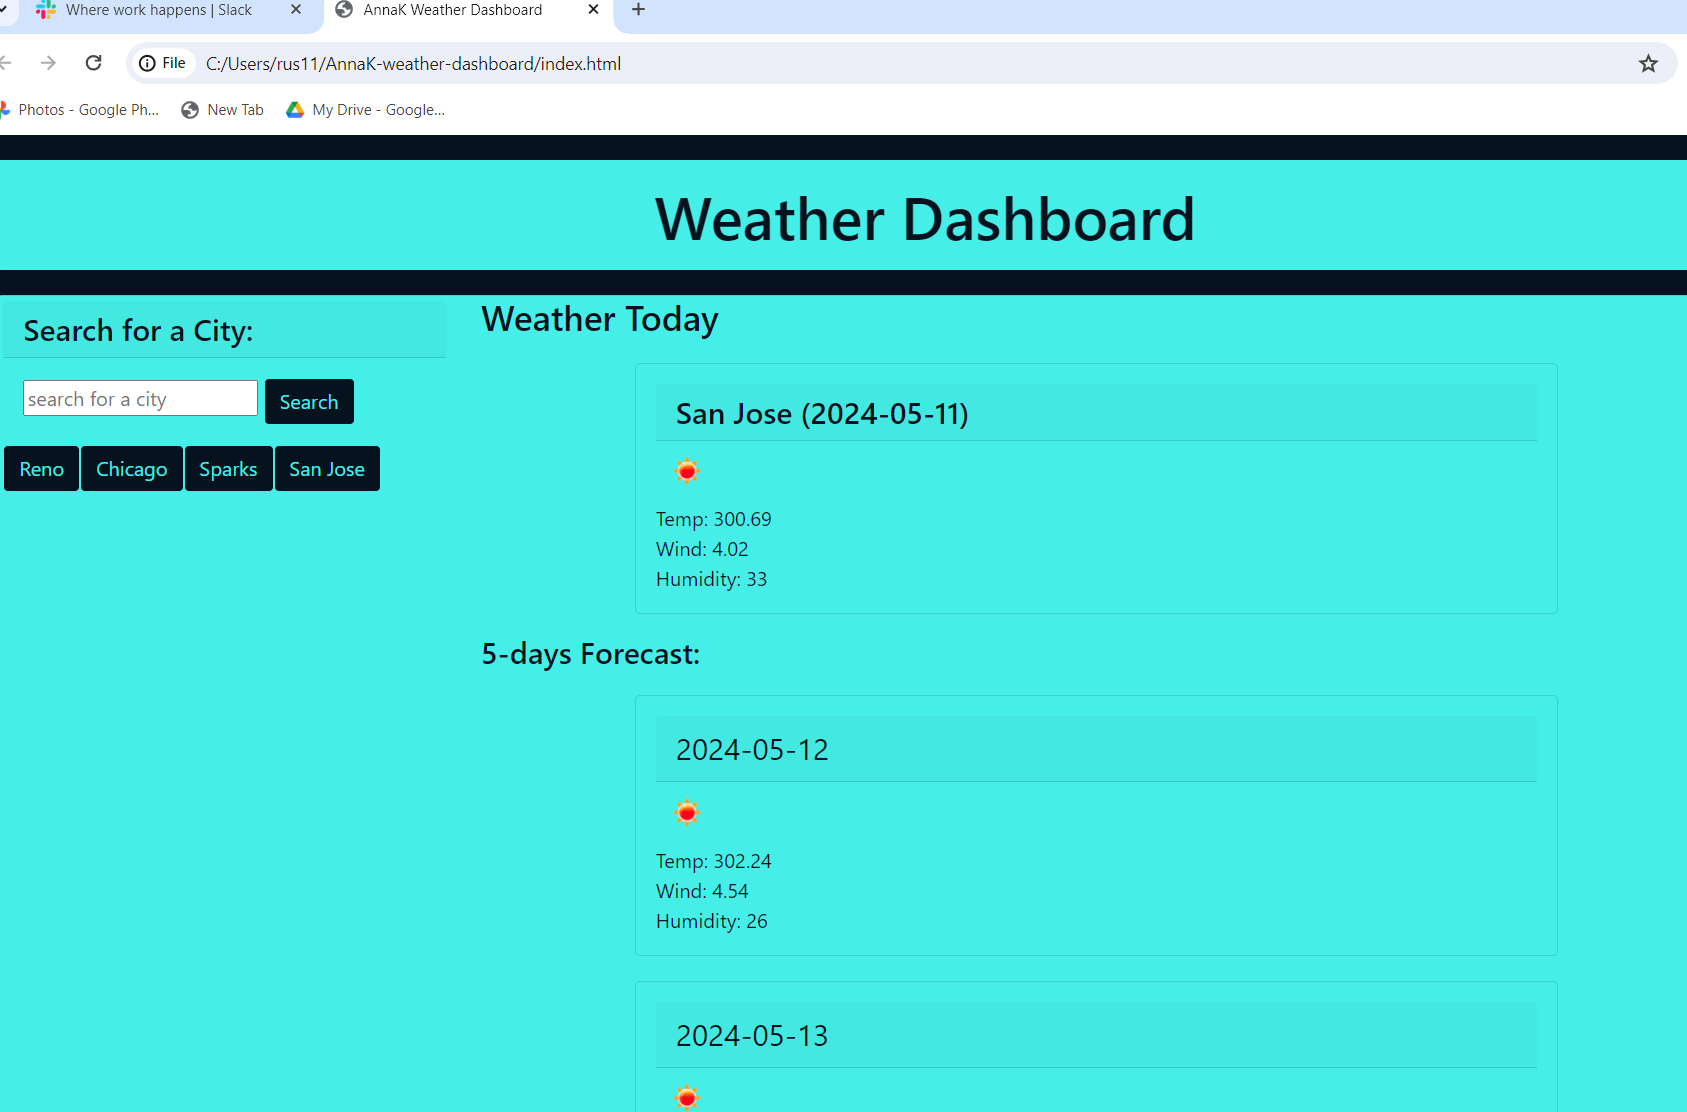 Where work happens | Slack
AnnaK Weather Dashboard
File C:/Users/rus11/AnnaK-weather-dashboard/index.html
Photos - Google Ph... New Tab My Drive - Google...
Weather Dashboard
Search for a City:
search for a city Search
Reno Chicago Sparks San Jose
Weather Today
San Jose (2024-05-11)
Temp: 300.69
Wind: 4.02
Humidity: 33
5-days Forecast:
2024-05-12
Temp: 302.24
Wind: 4.54
Humidity: 26
2024-05-13